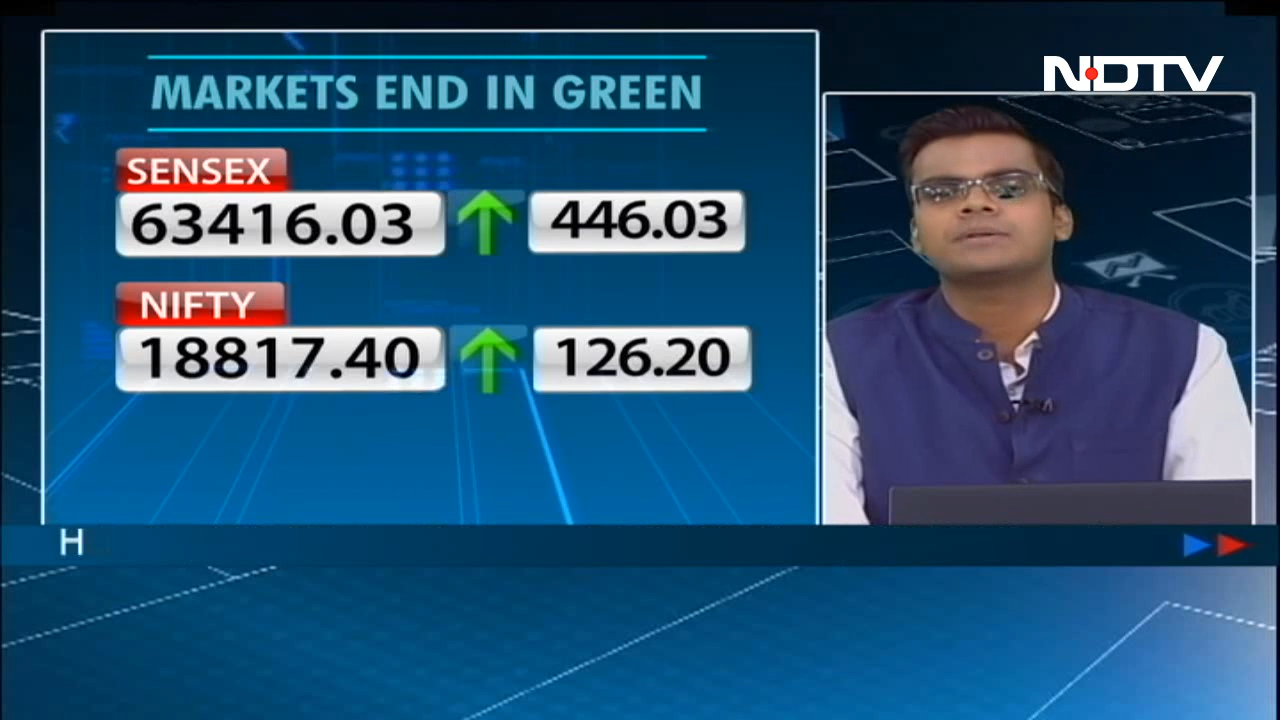 MARKETS END IN GREEN
NDTV
SENSEX
63416.03 446.03
NIFTY
18817.40 126.20
H